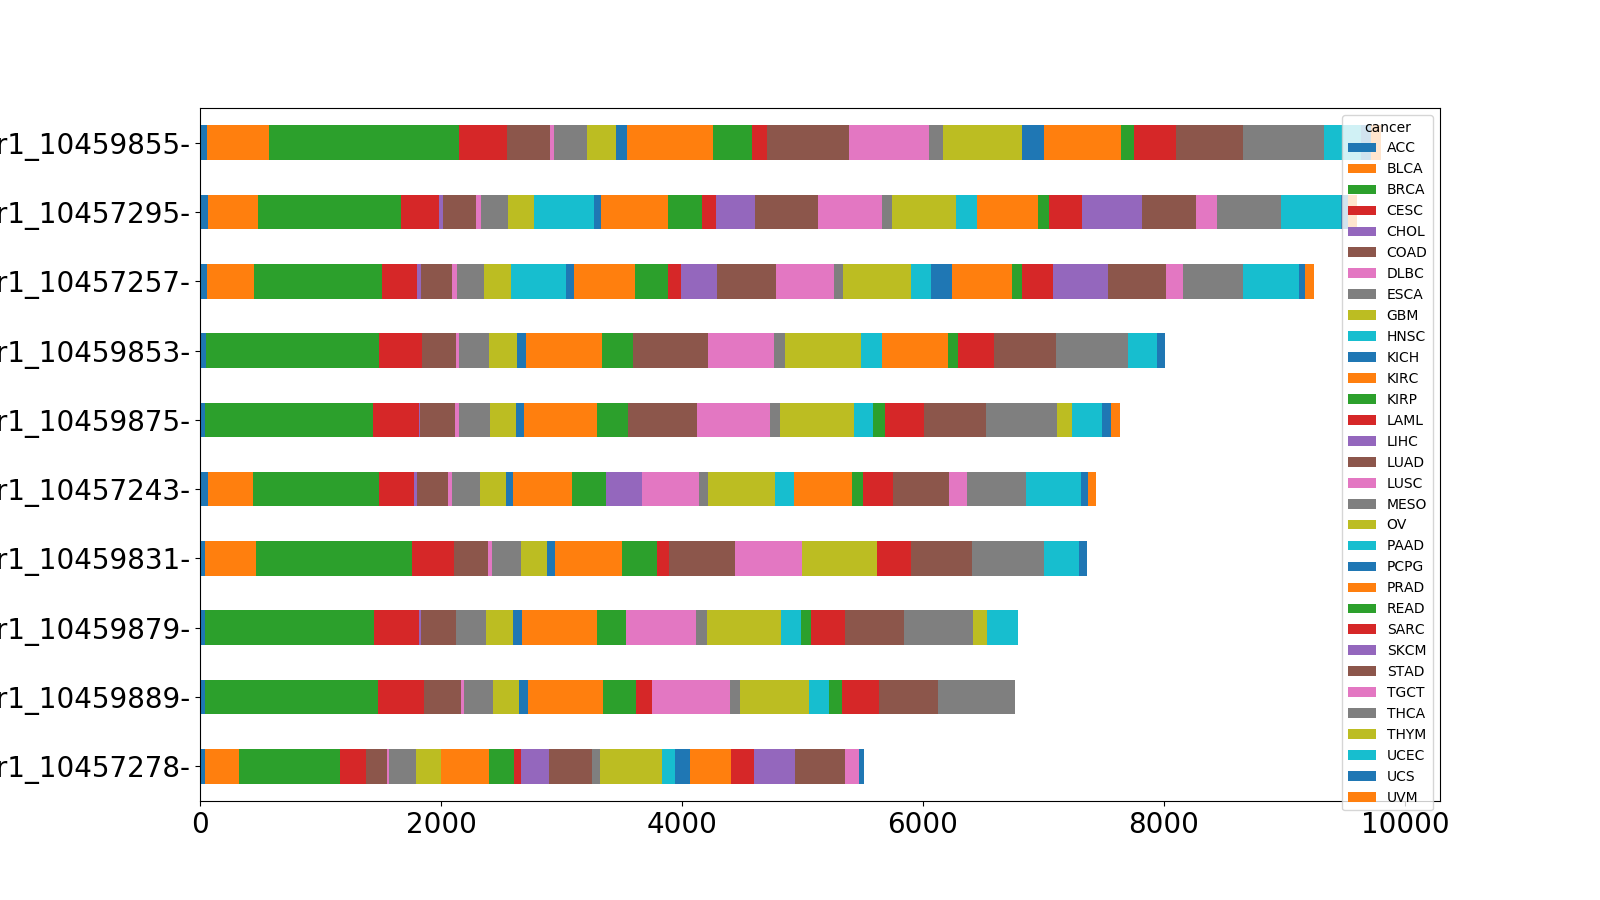 r1_10459855-
r1_10457295-
r1_10457257-
r1_10459853-
r1_10459875-
r1_10457243-
r1_10459831-
r1_10459879-
r1_10459889-
r1_10457278-
0 2000 4000 6000 8000 10000
cancer
ACC
BLCA
BRCA
CESC
CHOL
COAD
DLBC
ESCA
GBM
HNSC
KICH
KIRC
KIRP
LAML
LIHC
LUAD
LUSC
MESO
OV
PAAD
PCPG
PRAD
READ
SARC
SKCM
STAD
TGCT
THCA
THYM
UCEC
UCS
UVM